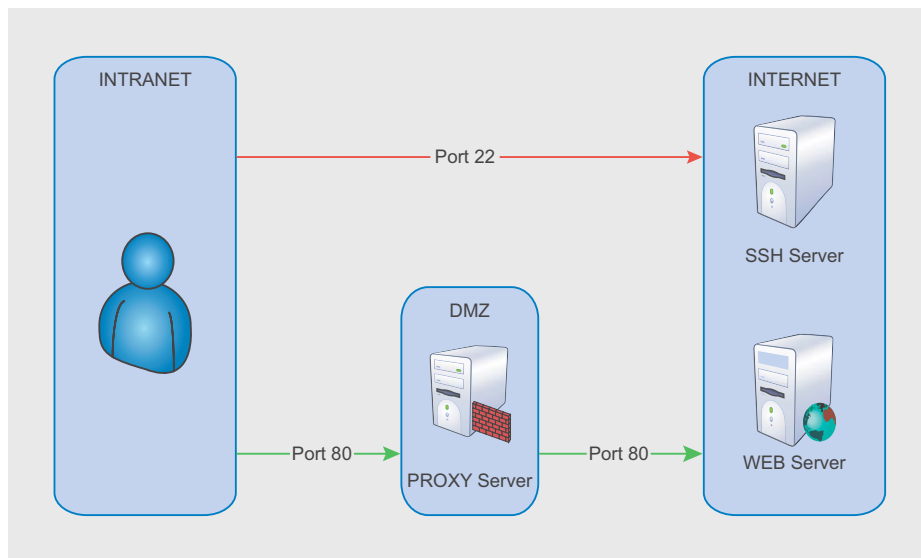 INTRANET
INTERNET
Port 22
SSH Server
DMZ
Port 80
Port 80
WEB Server
PROXY Server